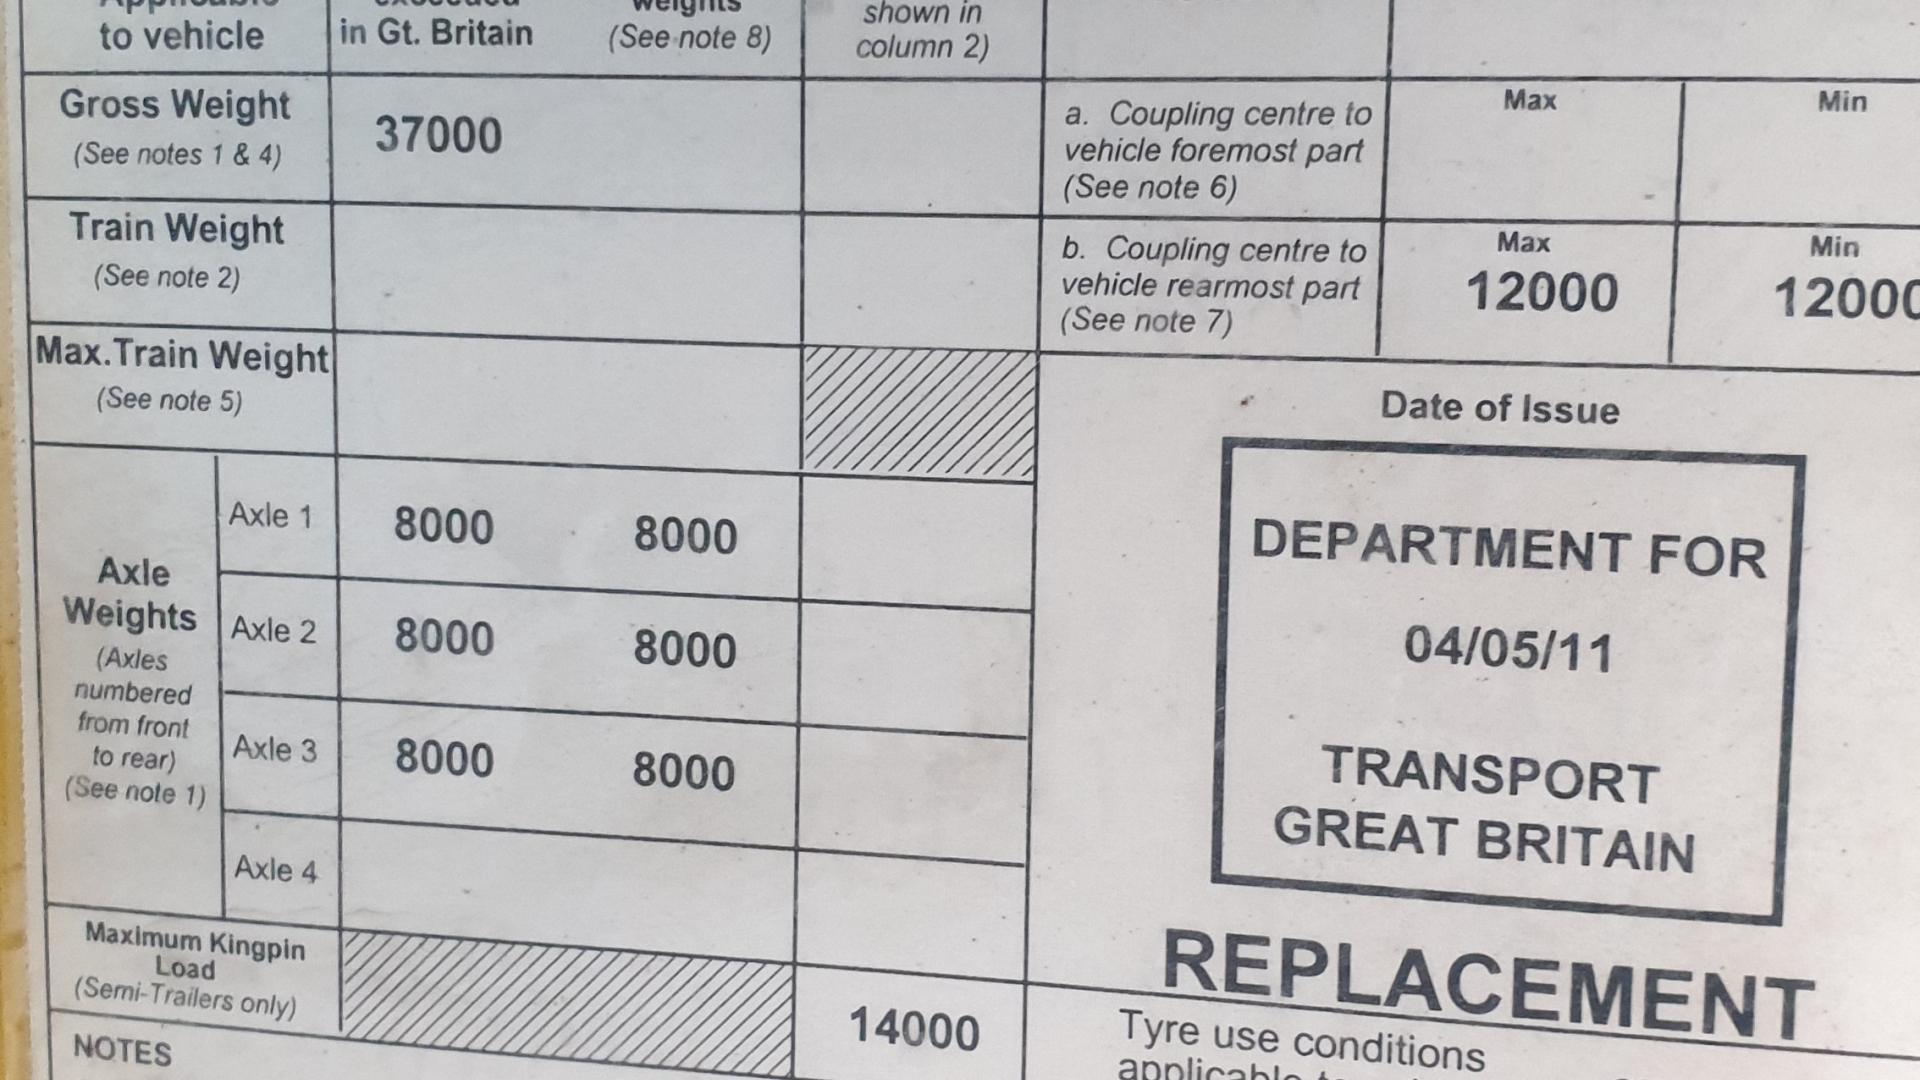 Applicable
to vehicle
exceeded
in Gt. Britain
weights
(See note 8)
shown in
column 2)
Gross Weight
(See notes 1 & 4)
37000
a. Coupling centre to
vehicle foremost part
(See note 6)
Max
Min
Train Weight
(See note 2)
b. Coupling centre to
vehicle rearmost part
(See note 7)
Max
12000
Min
12000
Max.Train Weight
(See note 5)
Date of Issue
DEPARTMENT FOR
04/05/11
TRANSPORT
GREAT BRITAIN
Axle
Weights
(Axles
numbered
from front
to rear)
(See note 1)
Axle 1
8000
8000
Axle 2
8000
8000
Axle 3
8000
8000
Axle 4
Maximum Kingpin
Load
(Semi-Trailers only)
14000
REPLACEMENT
Tyre use conditions
NOTES